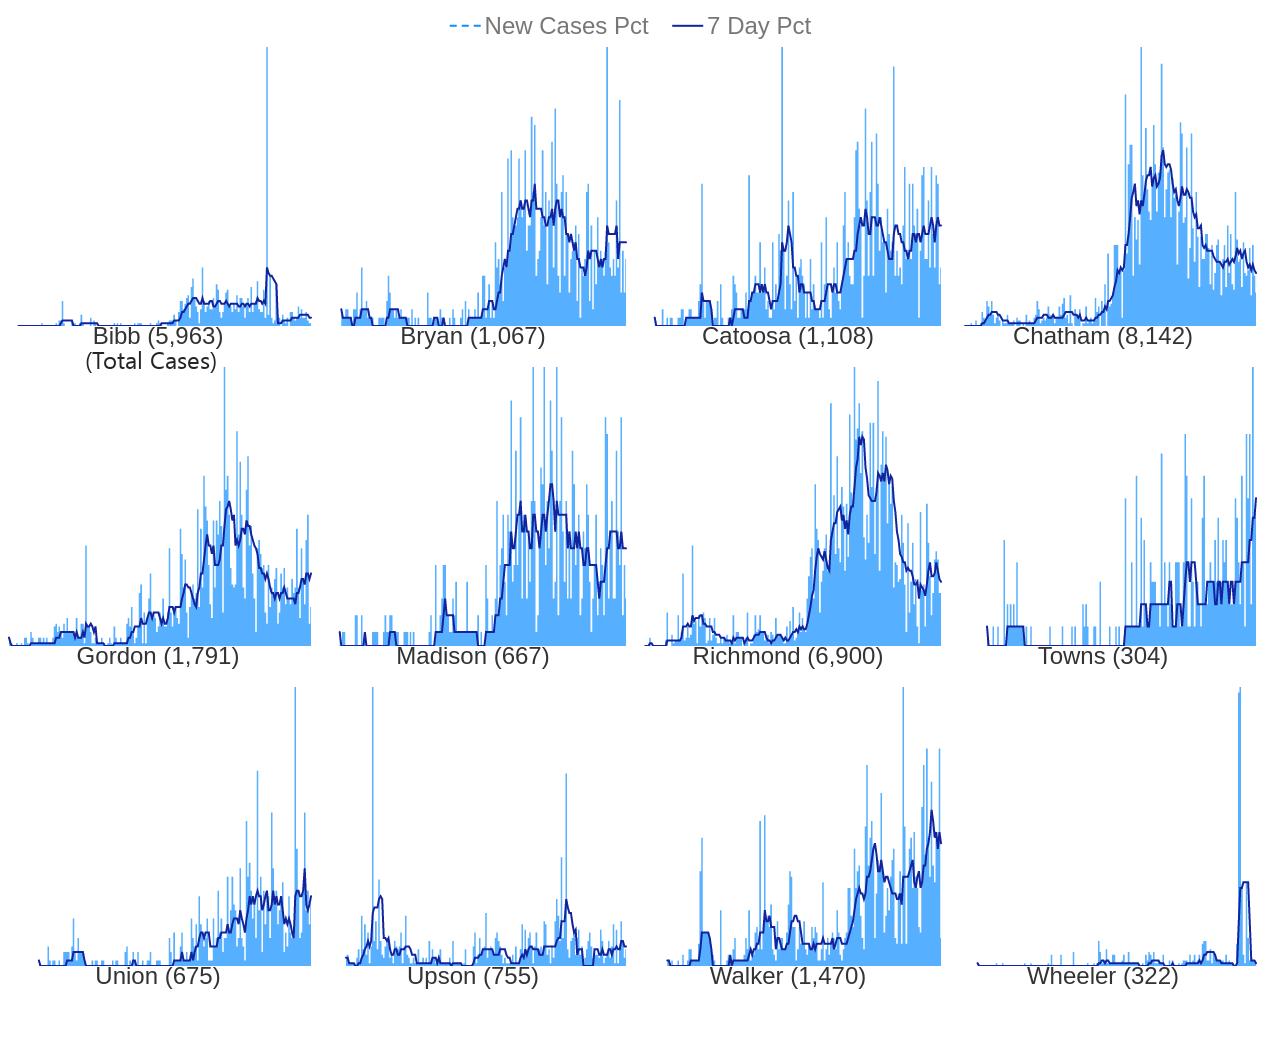 New Cases Pct 7 Day Pct
Bibb (5,963) Bryan (1,067) Catoosa (1,108) Chatham (8,142)
(Total Cases)
Gordon (1,791) Madison (667) Richmond (6,900) Towns (304)
Union (675) Upson (755) Walker (1,470) Wheeler (322)